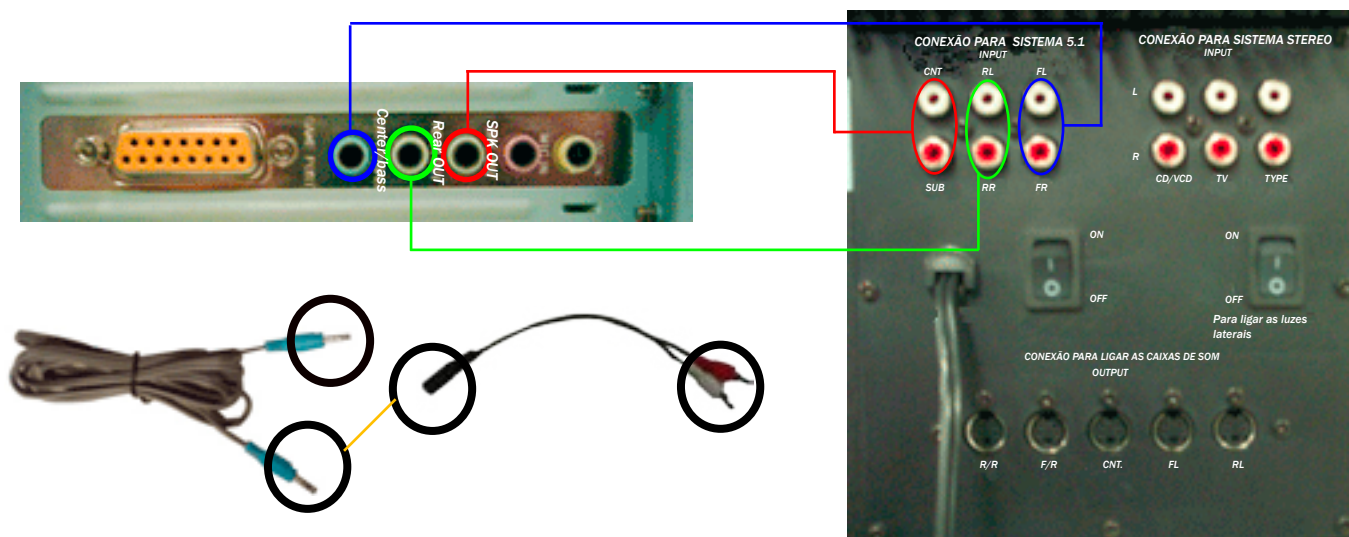 CONEXÃO PARA SISTEMA 5.1
INPUT
CONEXÃO PARA SISTEMA STEREO
INPUT
CNT
RL
FL
L
R
SUB
RR
FR
CD/VCD
TV
TYPE
Center/bass
Rear OUT
SPK OUT
ON
OFF
ON
OFF
Para ligar as luzes
laterais
CONEXÃO PARA LIGAR AS CAIXAS DE SOM
OUTPUT
R/R
F/R
CNT.
FL
RL